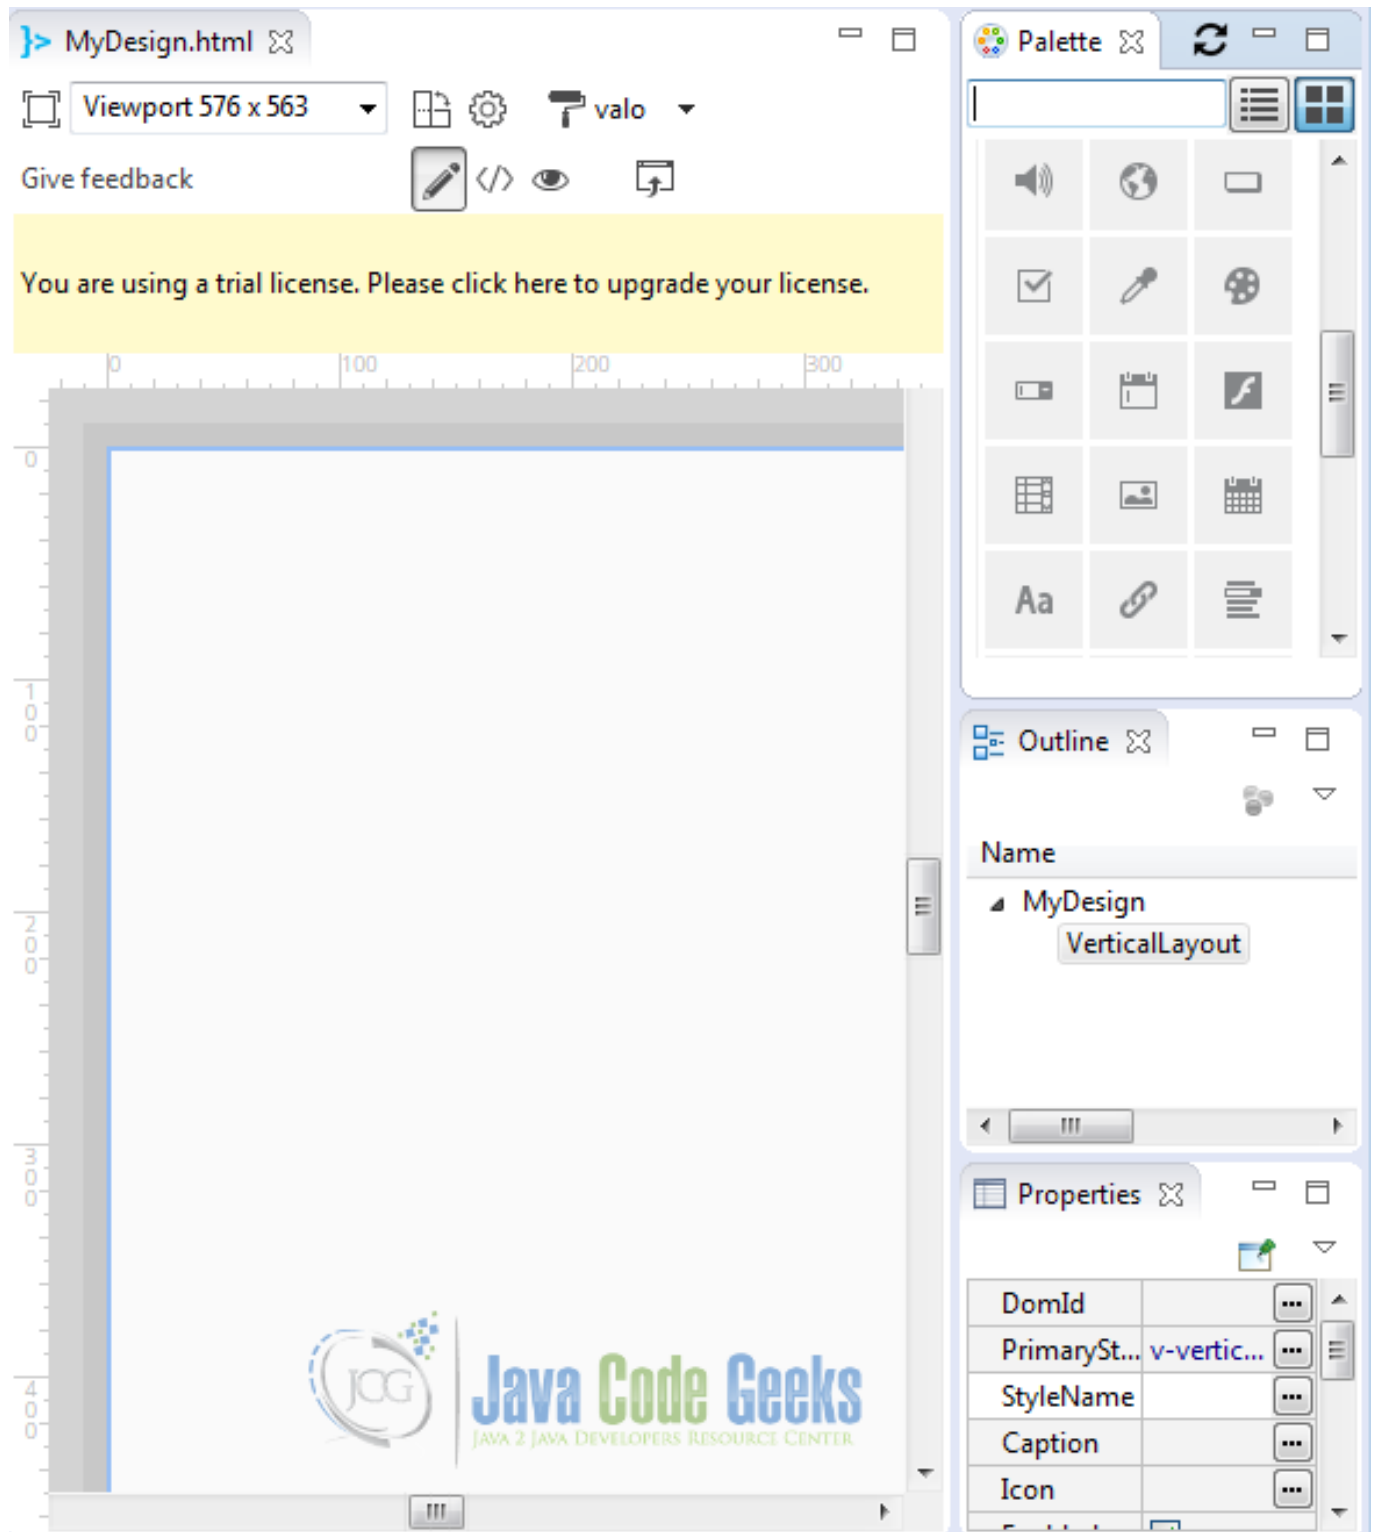 MyDesign.html
Viewport 576 x 563
valo
Give feedback
You are using a trial license. Please click here to upgrade your license.
0
100
200
300
0
100
200
300
400
JCG
Java Code Geeks
JAVA 2 JAVA DEVELOPERS RESOURCE CENTER
Palette
Aa
Outline
Name
MyDesign
VerticalLayout
Properties
DomId
PrimarySt... v-vertic...
StyleName
Caption
Icon